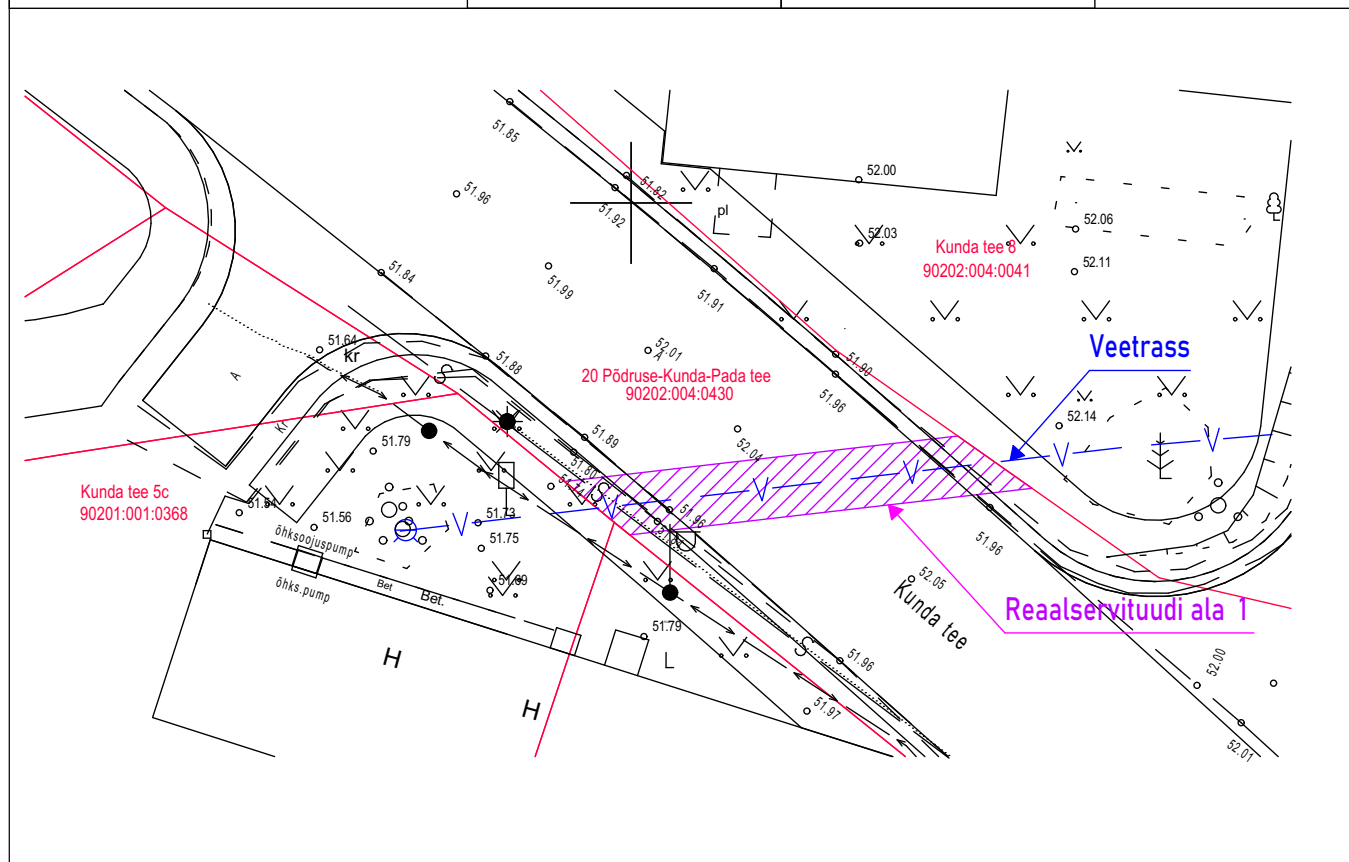 51.85
51.82
51.92
51.96
52.00
pl
52.06
52.03
Kunda tee 8
90202:004:0041
51.99
51.84
52.11
51.91
51.64
kr
51.88
52.01
A
51.90
Veetrass
A
S
20 Põdruse-Kunda-Pada tee
90202:004:0430
51.96
52.14
Kr
51.79
51.89
52.04
V
V
51.80
Kunda tee 5c
90201:001:0368
51.54
51.56
V
51.73
S
V
V
V
51.96
51.96
õhksoojuspump
51.75
52.05
õhks.pump
Bet
Bet.
51.69
Kunda tee
Reaalservituudi ala 1
51.79
H
L
S
51.96
52.00
H
51.97
52.01